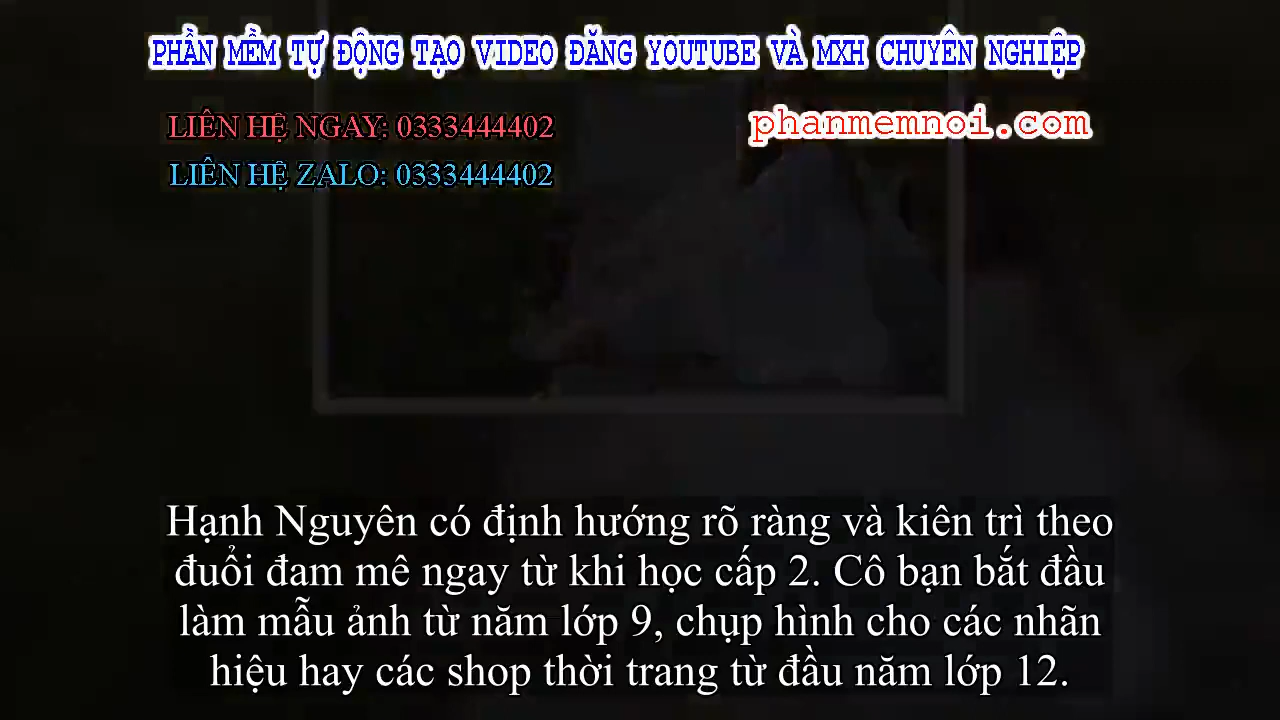 PHẦN MỀM TỰ ĐỘNG TẠO VIDEO ĐĂNG YOUTUBE VÀ MXH CHUYÊN NGHIỆP
LIÊN HỆ NGAY: 0333444402
phanmemnoi.com
LIÊN HỆ ZALO: 0333444402
Hạnh Nguyên có định hướng rõ ràng và kiên trì theo
đuổi đam mê ngay từ khi học cấp 2. Cô bạn bắt đầu
làm mẫu ảnh từ năm lớp 9, chụp hình cho các nhãn
hiệu hay các shop thời trang từ đầu năm lớp 12.